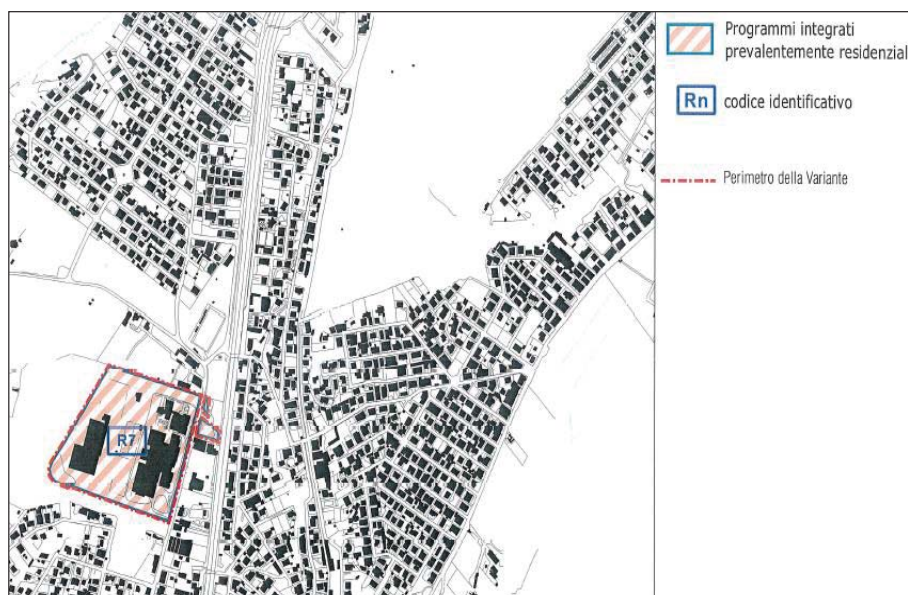 Programmi integrati
prevalentemente residenzial
Rn
codice identificativo
Perimetro della Variante
R7